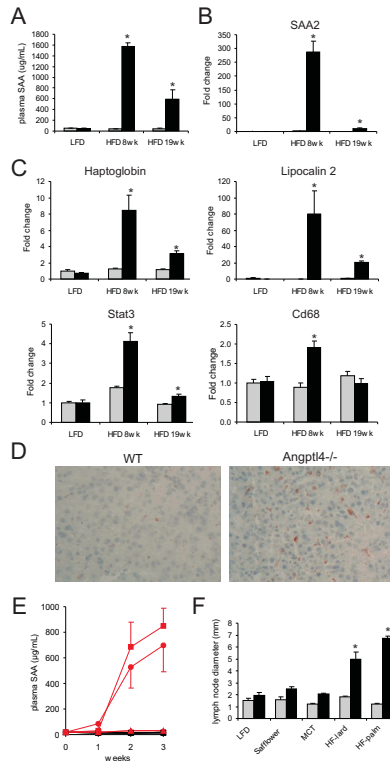 A
plasma SAA (ug/mL)
1800
1600
1400
1200
1000
800
600
400
200
0
*
*
LFD HFD 8wk HFD 19wk
B
SAA2
Fold change
350
300
250
200
150
100
50
0
*
*
LFD HFD 8wk HFD 19wk
C
Haptoglobin
Fold change
12
10
8
6
4
2
0
*
*
LFD HFD 8wk HFD 19wk
Lipocalin 2
Fold change
120
100
80
60
40
20
0
*
*
LFD HFD 8wk HFD 19wk
Stat3
Fold change
5
4
3
2
1
0
*
*
LFD HFD 8wk HFD 19wk
Cd68
Fold change
2.5
2.0
1.5
1.0
0.5
0.0
*
LFD HFD 8wk HFD 19wk
D
WT
Angptl4-/-
E
plasma SAA (µg/mL)
1000
800
600
400
200
0
0 1 2 3
weeks
F
lymph node diameter (mm)
8
7
6
5
4
3
2
1
0
*
*
LFD
Safflower
MCT
HF-lard
HF-palm